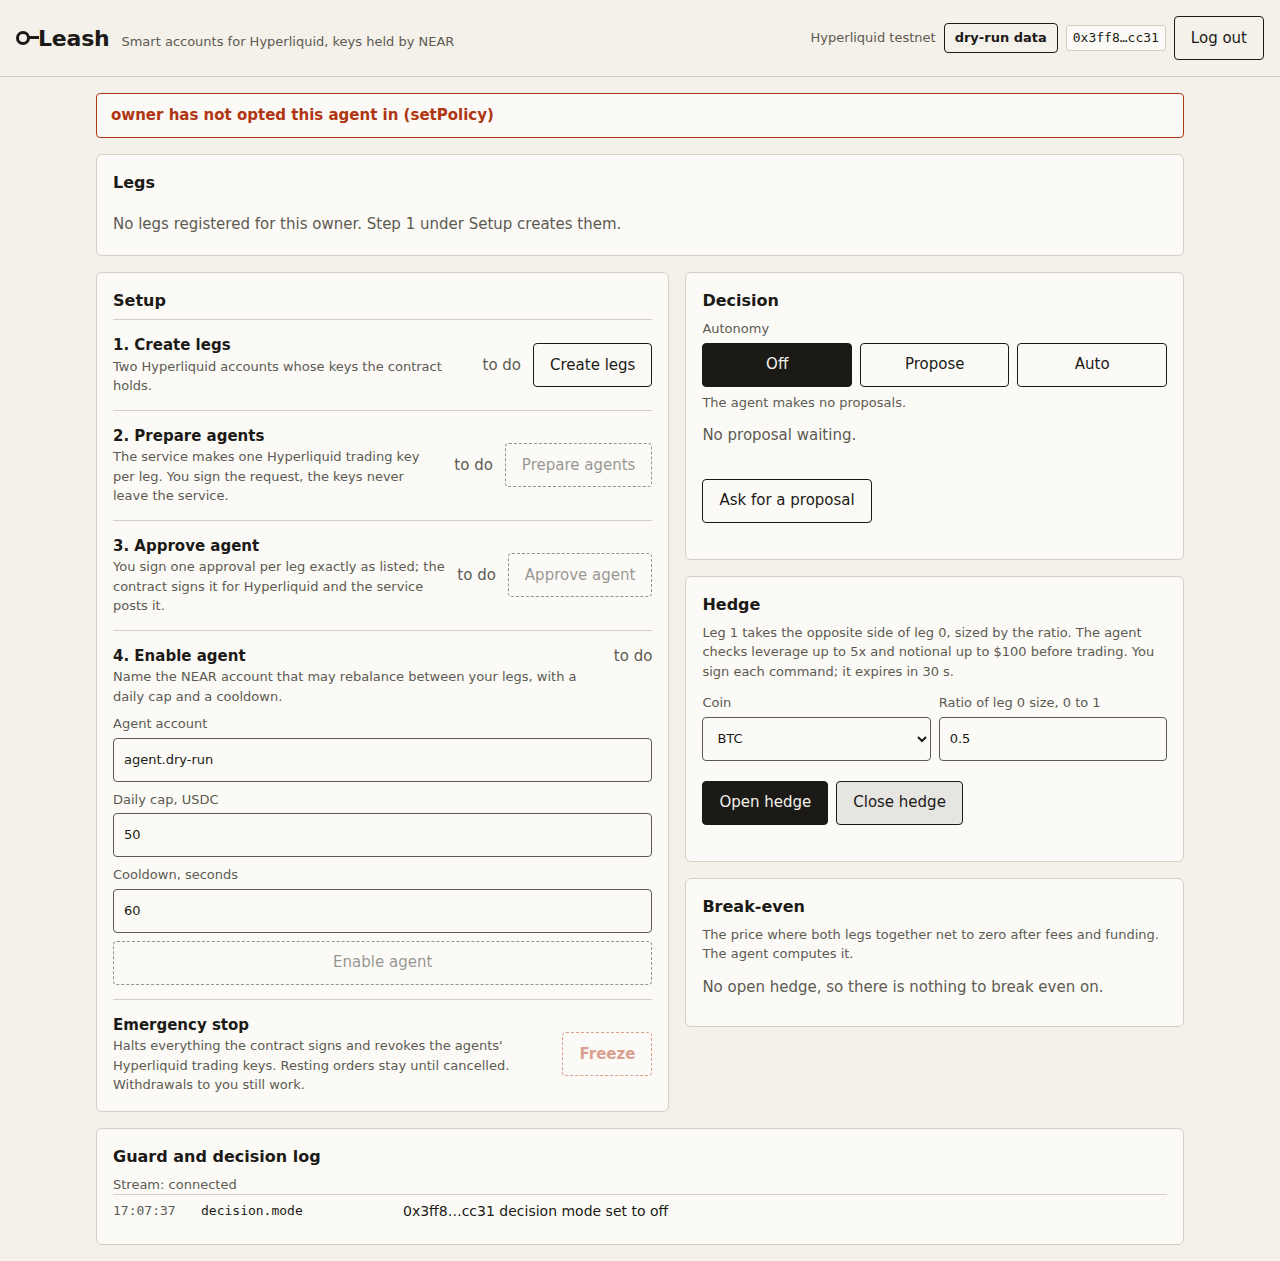 Leash
Smart accounts for Hyperliquid, keys held by NEAR
Hyperliquid testnet
dry-run data
0x3ff8…cc31
Log out
owner has not opted this agent in (setPolicy)
Legs
No legs registered for this owner. Step 1 under Setup creates them.
Setup
1. Create legs
Two Hyperliquid accounts whose keys the contract
holds.
to do
Create legs
2. Prepare agents
The service makes one Hyperliquid trading key
per leg. You sign the request, the keys never
leave the service.
to do
Prepare agents
3. Approve agent
You sign one approval per leg exactly as listed; the
contract signs it for Hyperliquid and the service
posts it.
to do
Approve agent
4. Enable agent
to do
Name the NEAR account that may rebalance between your legs, with a
daily cap and a cooldown.
Agent account
agent.dry-run
Daily cap, USDC
50
Cooldown, seconds
60
Enable agent
Emergency stop
Halts everything the contract signs and revokes the agents'
Hyperliquid trading keys. Resting orders stay until cancelled.
Withdrawals to you still work.
Freeze
Decision
Autonomy
Off
Propose
Auto
The agent makes no proposals.
No proposal waiting.
Ask for a proposal
Hedge
Leg 1 takes the opposite side of leg 0, sized by the ratio. The agent
checks leverage up to 5x and notional up to $100 before trading. You
sign each command; it expires in 30 s.
Coin
Ratio of leg 0 size, 0 to 1
BTC
0.5
Open hedge
Close hedge
Break-even
The price where both legs together net to zero after fees and funding.
The agent computes it.
No open hedge, so there is nothing to break even on.
Guard and decision log
Stream: connected
17:07:37 decision.mode 0x3ff8…cc31 decision mode set to off